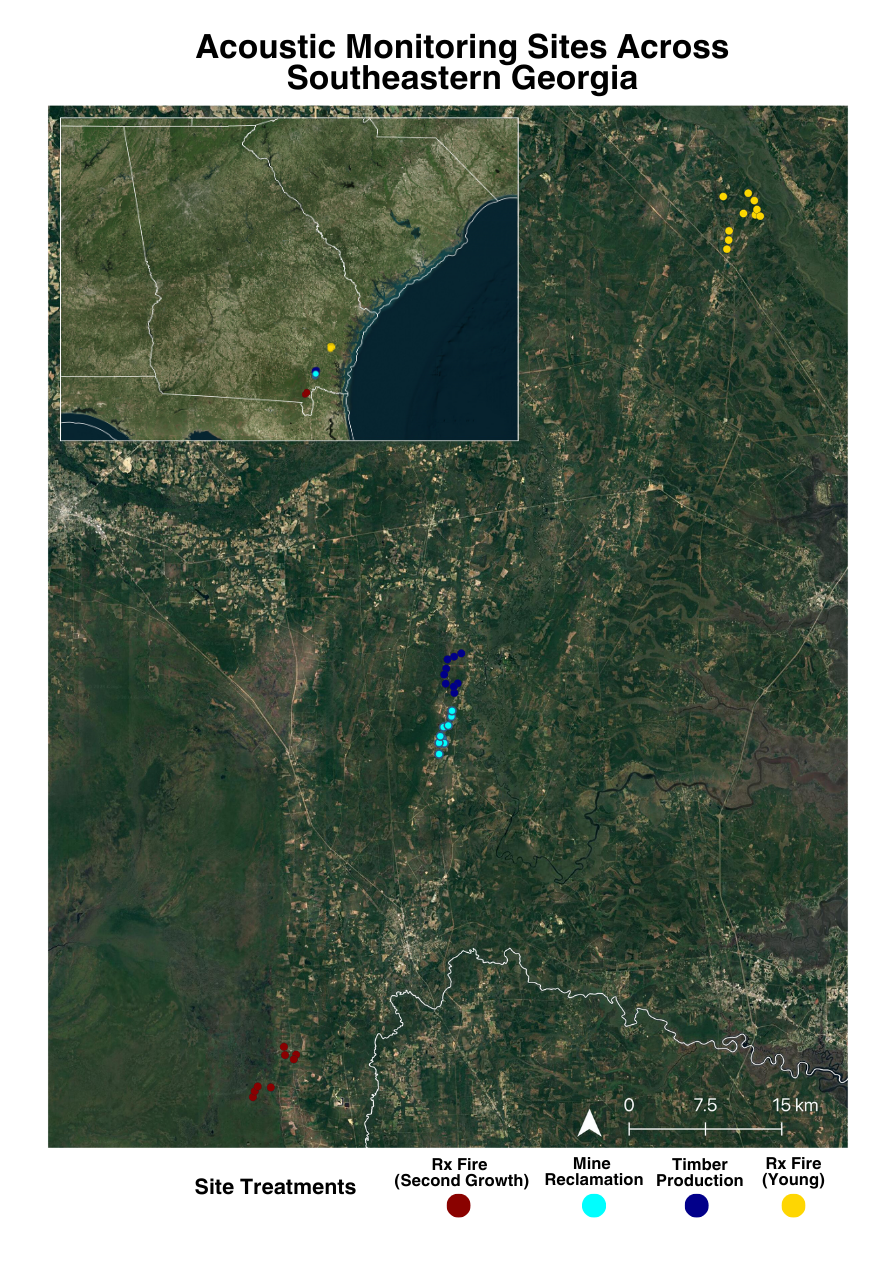 Acoustic Monitoring Sites Across
Southeastern Georgia
0 7.5 15 km
Site Treatments
Rx Fire
(Second Growth)
Mine
Reclamation
Timber
Production
Rx Fire
(Young)